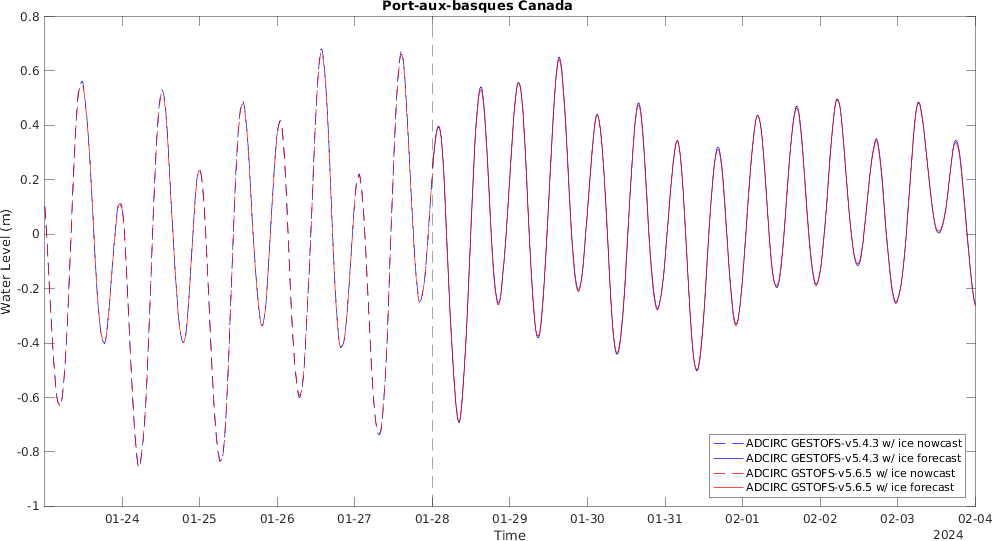 Port-aux-basques Canada
Water Level (m)
0.8
0.6
0.4
0.2
0
-0.2
-0.4
-0.6
-0.8
-1
ADCIRC GESTOFS-v5.4.3 w/ ice nowcast
ADCIRC GESTOFS-v5.4.3 w/ ice forecast
ADCIRC GSTOFS-v5.6.5 w/ ice nowcast
ADCIRC GSTOFS-v5.6.5 w/ ice forecast
01-24 01-25 01-26 01-27 01-28 01-29 01-30 01-31 02-01 02-02 02-03 02-04
Time
2024